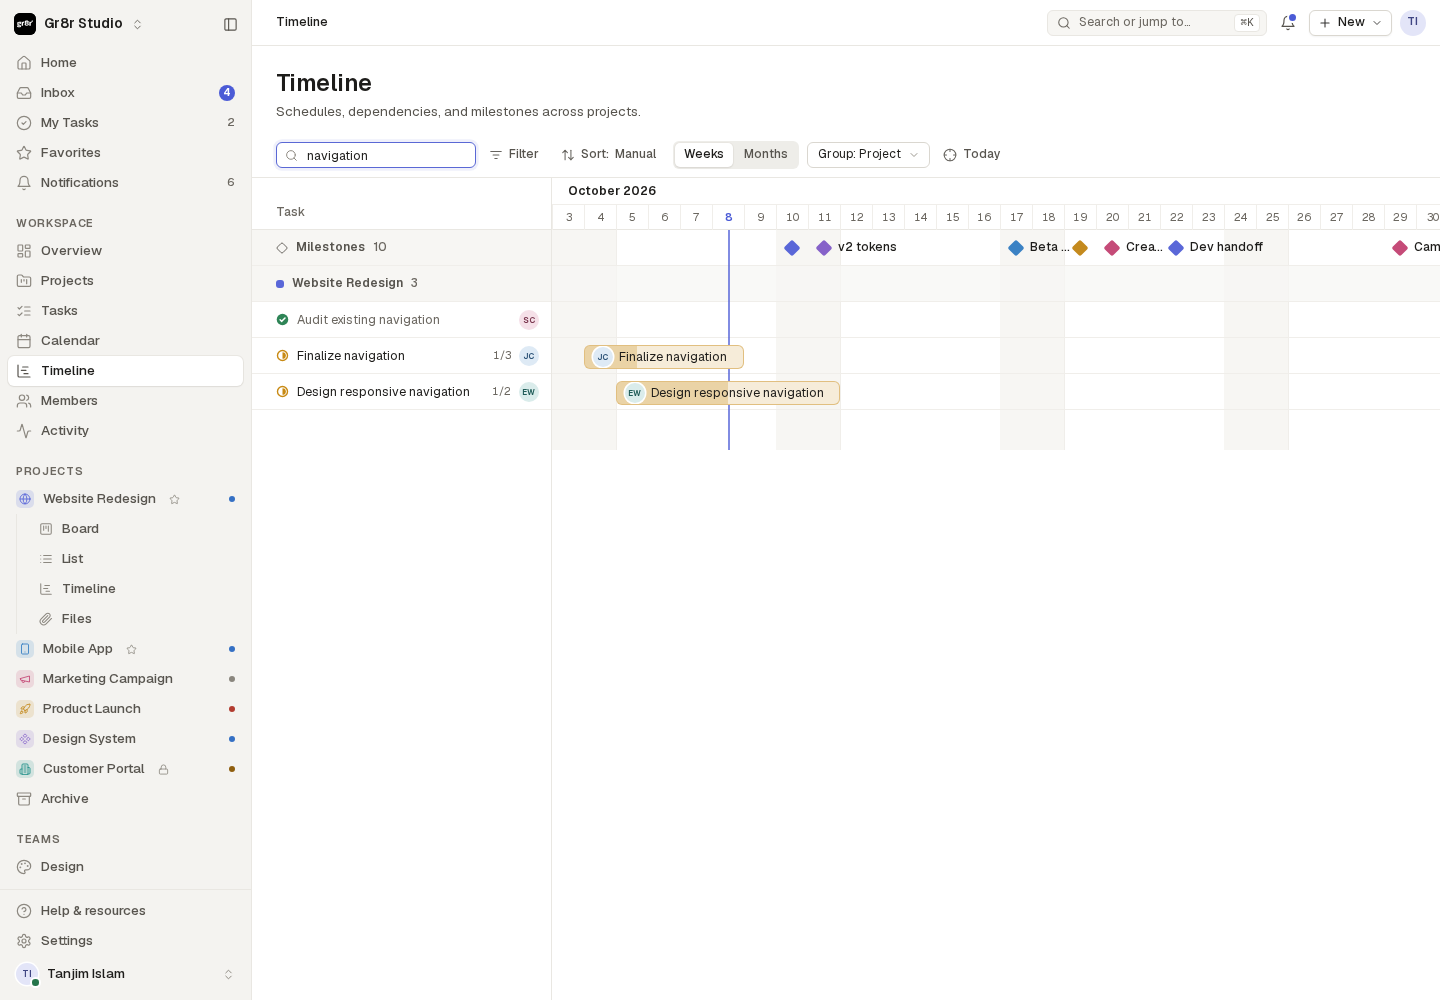 gr8r
Gr8r Studio
Home
Inbox 4
My Tasks 2
Favorites
Notifications 6
WORKSPACE
Overview
Projects
Tasks
Calendar
Timeline
Members
Activity
PROJECTS
Website Redesign
Board
List
Timeline
Files
Mobile App
Marketing Campaign
Product Launch
Design System
Customer Portal
Archive
TEAMS
Design
Help & resources
Settings
TI Tanjim Islam
Timeline
Search or jump to... ⌘K
New
TI
Timeline
Schedules, dependencies, and milestones across projects.
navigation
Filter
Sort: Manual
Weeks Months
Group: Project
Today
October 2026
Task
3 4 5 6 7 8 9 10 11 12 13 14 15 16 17 18 19 20 21 22 23 24 25 26 27 28 29 30
Milestones 10
v2 tokens Beta ... Crea... Dev handoff Cam
Website Redesign 3
Audit existing navigation SC
Finalize navigation 1/3 JC
JC Finalize navigation
Design responsive navigation 1/2 EW
EW Design responsive navigation